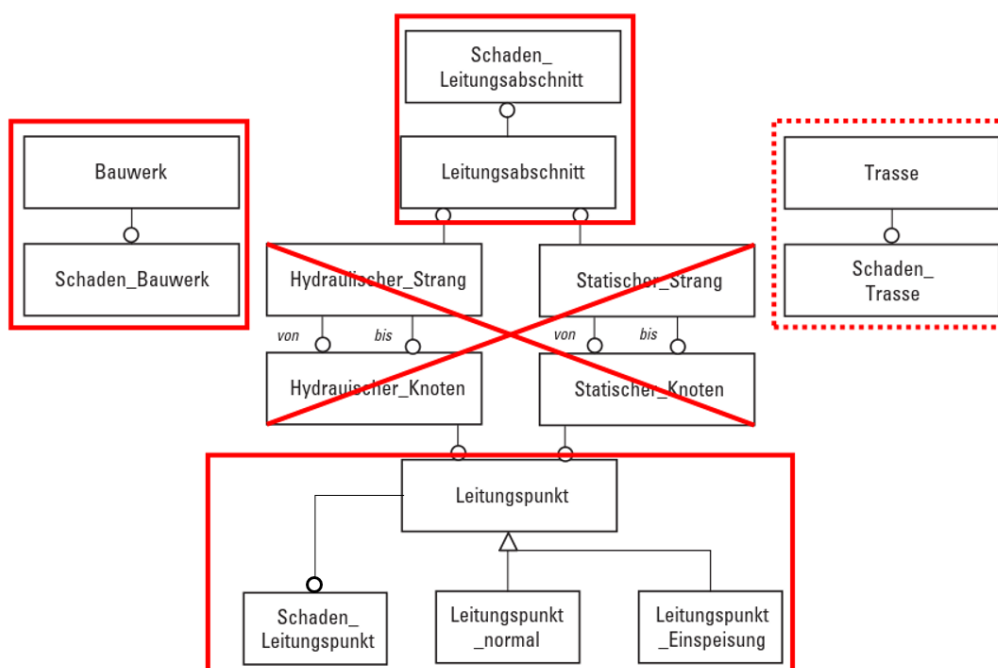 Schaden_
Leitungsabschnitt
Bauwerk
Leitungsabschnitt
Trasse
Schaden_Bauwerk
Hydraulischer_Strang
Statischer_Strang
Schaden_
Trasse
von
bis
von
bis
Hydrauischer_Knoten
Statischer_Knoten
Leitungspunkt
Schaden_
Leitungspunkt
Leitungspunkt
_normal
Leitungspunkt
_Einspeisung